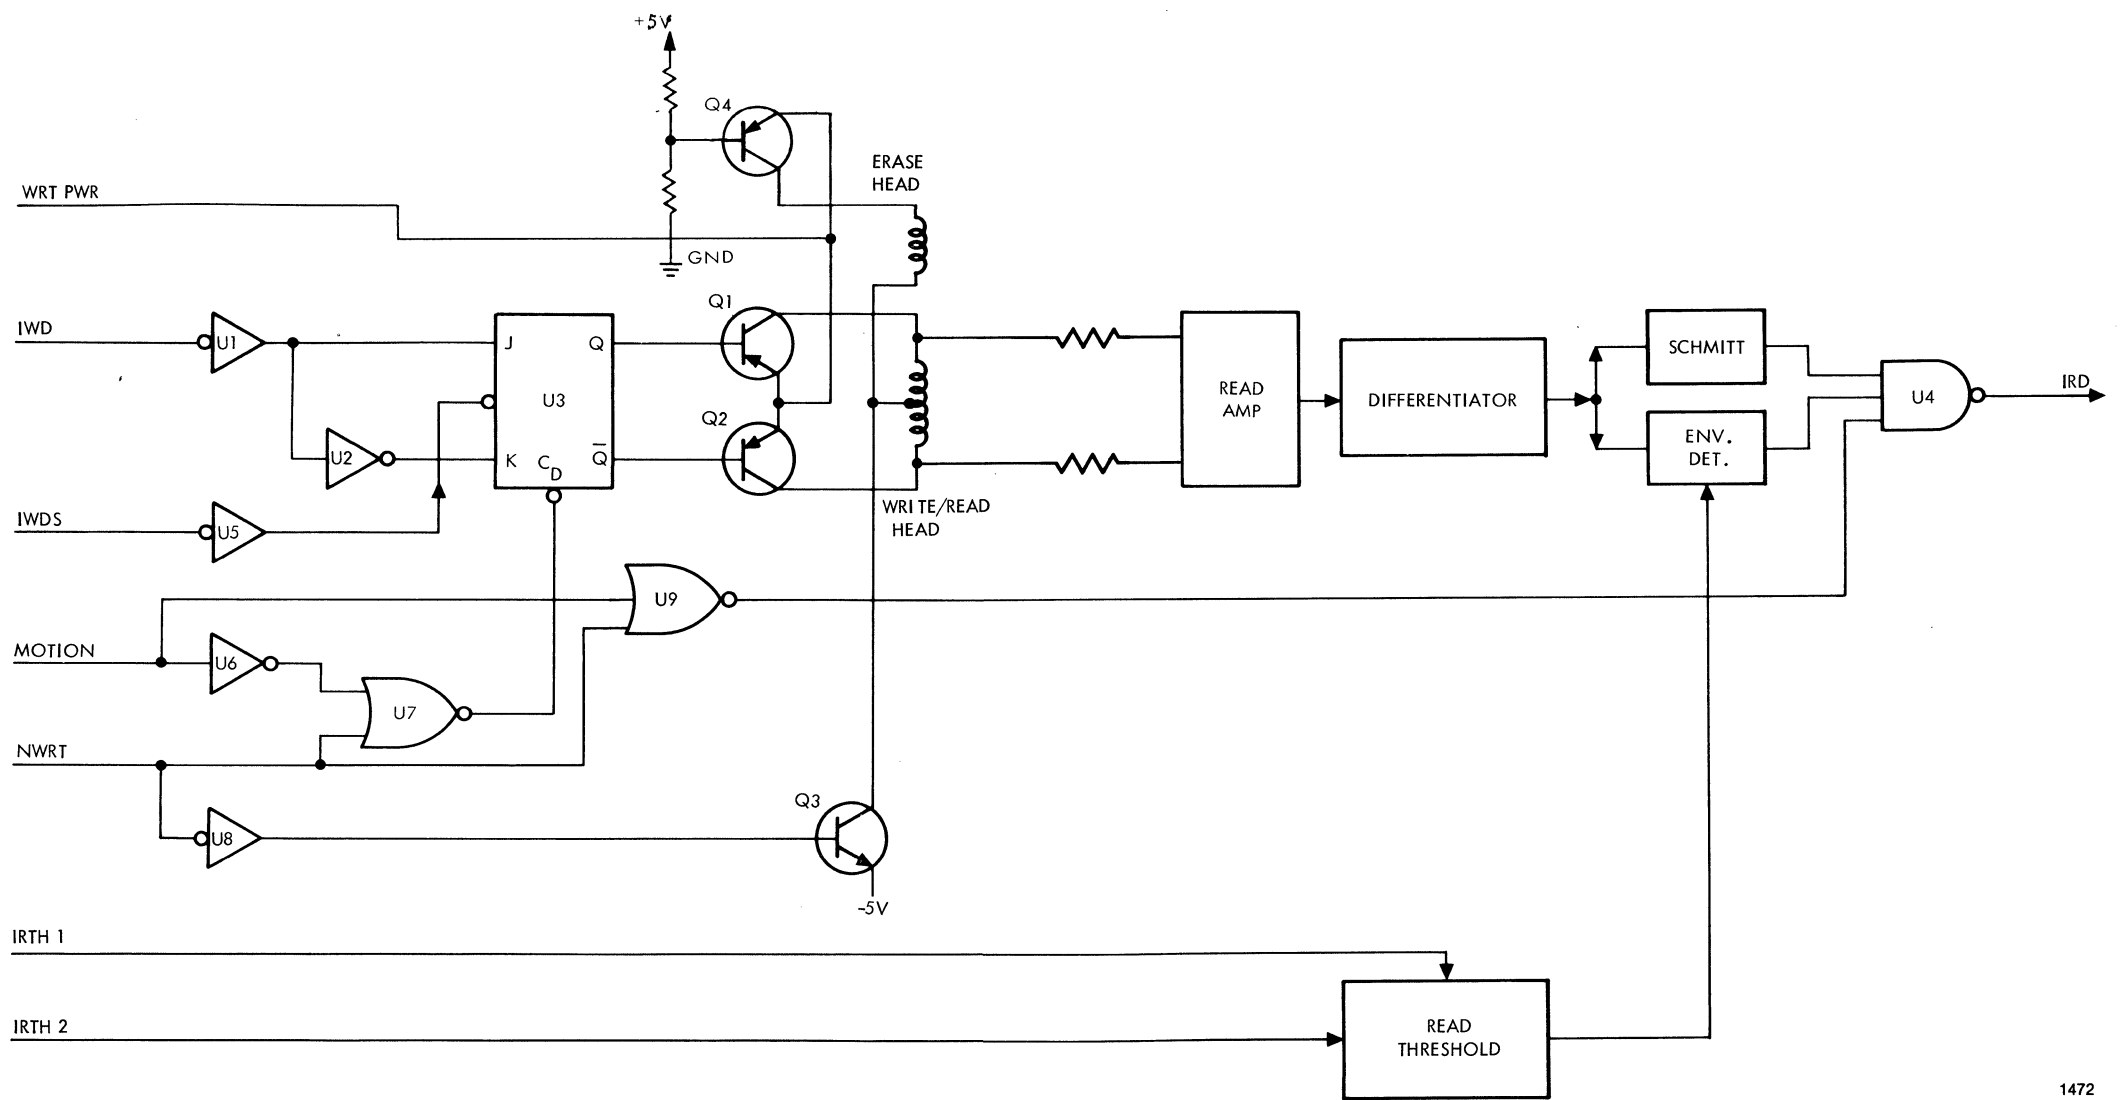 +5V
Q4
ERASE
HEAD
WRT PWR
GND
Q1
IWD
U1
J
Q
U3
SCHMITT
READ
AMP
DIFFERENTIATOR
U4
IRD
Q2
U2
K
C_D
Q̅
ENV.
DET.
WRITE/READ
HEAD
IWDS
U5
U9
MOTION
U6
U7
NWRT
U8
Q3
-5V
IRTH 1
IRTH 2
READ
THRESHOLD
1472